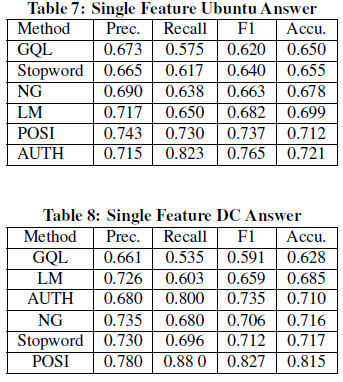 Table 7: Single Feature Ubuntu Answer
Method Prec. Recall F1 Accu.
GQL 0.673 0.575 0.620 0.650
Stopword 0.665 0.617 0.640 0.655
NG 0.690 0.638 0.663 0.678
LM 0.717 0.650 0.682 0.699
POSI 0.743 0.730 0.737 0.712
AUTH 0.715 0.823 0.765 0.721
Table 8: Single Feature DC Answer
Method Prec. Recall F1 Accu.
GQL 0.661 0.535 0.591 0.628
LM 0.726 0.603 0.659 0.685
AUTH 0.680 0.800 0.735 0.710
NG 0.735 0.680 0.706 0.716
Stopword 0.730 0.696 0.712 0.717
POSI 0.780 0.88 0 0.827 0.815